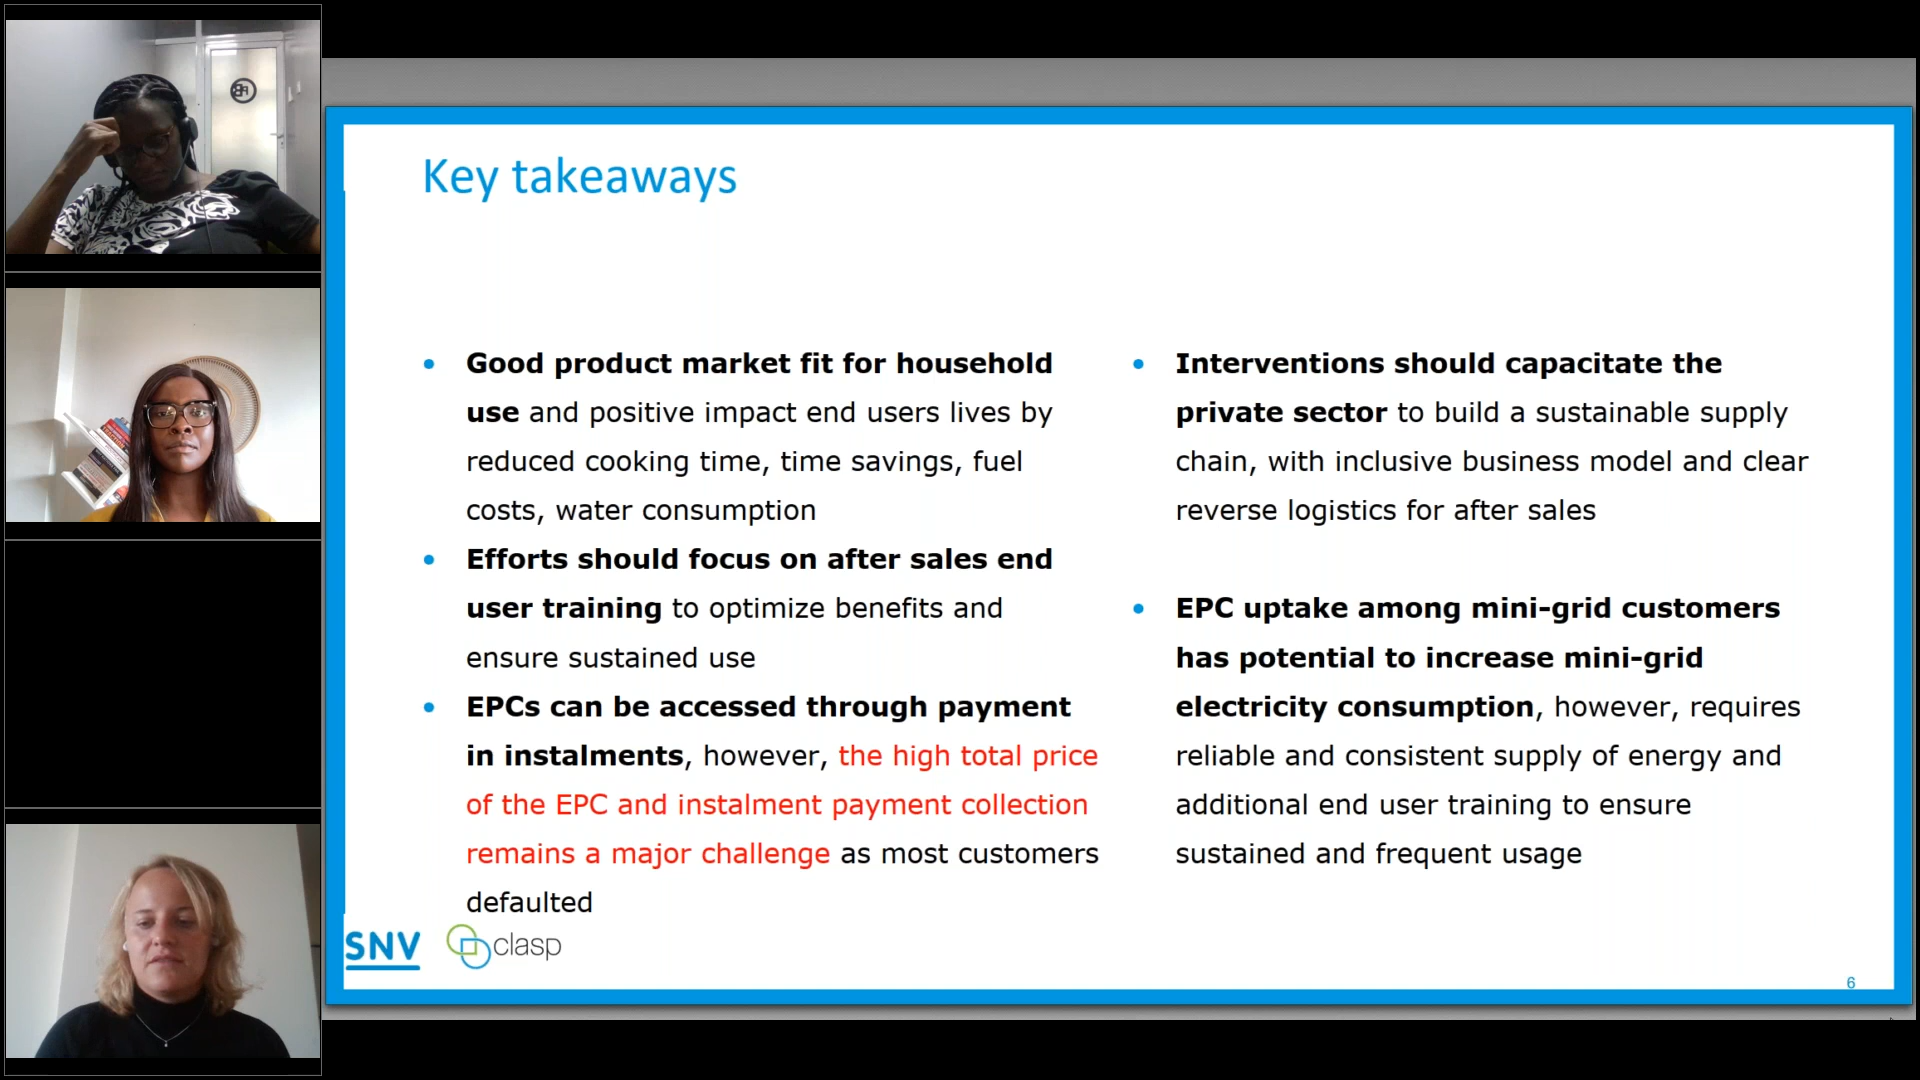 Key takeaways
Good product market fit for household
use and positive impact end users lives by
reduced cooking time, time savings, fuel
costs, water consumption
Efforts should focus on after sales end
user training to optimize benefits and
ensure sustained use
EPCs can be accessed through payment
in instalments, however, the high total price
of the EPC and instalment payment collection
remains a major challenge as most customers
defaulted
Interventions should capacitate the
private sector to build a sustainable supply
chain, with inclusive business model and clear
reverse logistics for after sales
EPC uptake among mini-grid customers
has potential to increase mini-grid
electricity consumption, however, requires
reliable and consistent supply of energy and
additional end user training to ensure
sustained and frequent usage
SNV
clasp
6